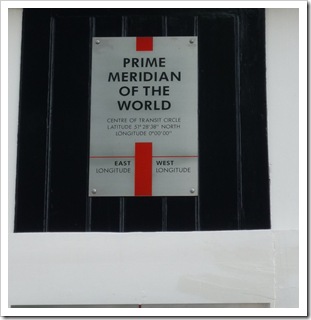 PRIME
MERIDIAN
OF THE
WORLD
CENTRE OF TRANSIT CIRCLE
LATITUDE 51° 28' 38" NORTH
LONGITUDE 0° 00' 00"
EAST
LONGITUDE
WEST
LONGITUDE